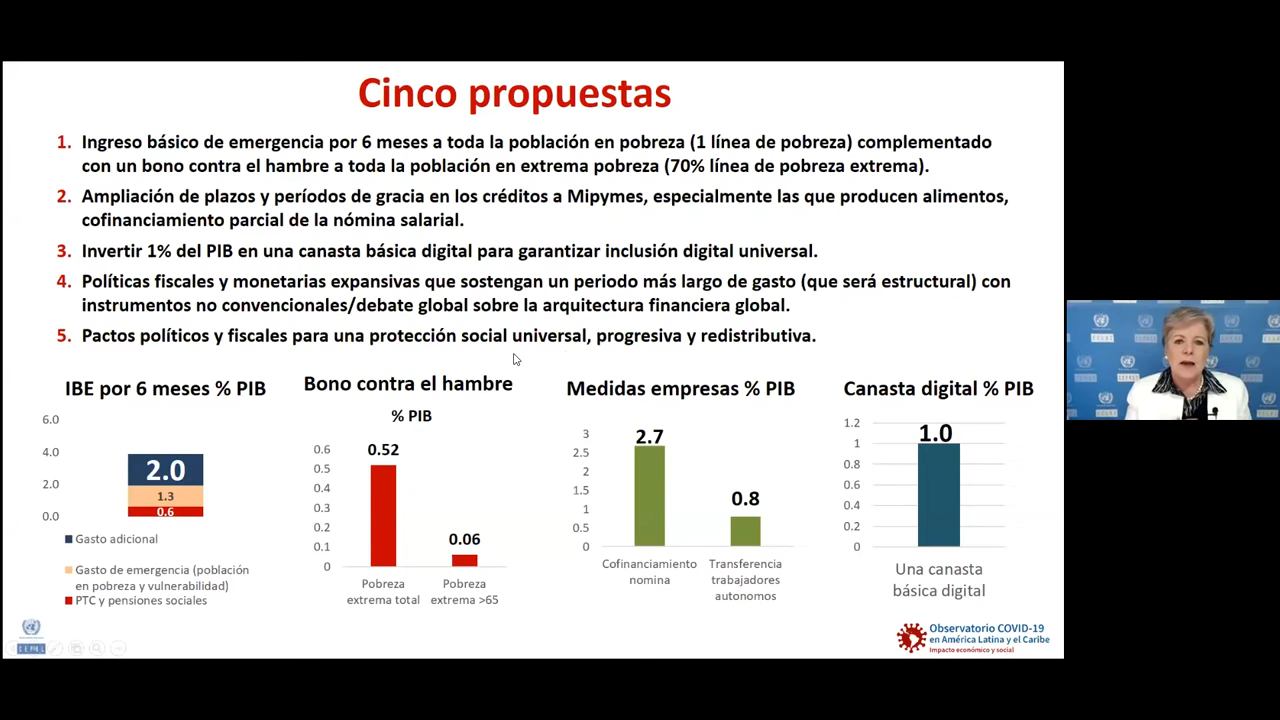 Cinco propuestas
1. Ingreso básico de emergencia por 6 meses a toda la población en pobreza (1 línea de pobreza) complementado
con un bono contra el hambre a toda la población en extrema pobreza (70% línea de pobreza extrema).
2. Ampliación de plazos y períodos de gracia en los créditos a Mipymes, especialmente las que producen alimentos,
cofinanciamiento parcial de la nómina salarial.
3. Invertir 1% del PIB en una canasta básica digital para garantizar inclusión digital universal.
4. Políticas fiscales y monetarias expansivas que sostengan un periodo más largo de gasto (que será estructural) con
instrumentos no convencionales/debate global sobre la arquitectura financiera global.
5. Pactos políticos y fiscales para una protección social universal, progresiva y redistributiva.
IBE por 6 meses % PIB
6.0
4.0
2.0
0.0
2.0
1.3
0.6
Gasto adicional
Gasto de emergencia (población
en pobreza y vulnerabilidad)
PTC y pensiones sociales
Bono contra el hambre
% PIB
0.6
0.5
0.4
0.3
0.2
0.1
0
0.52
0.06
Pobreza
extrema total
Pobreza
extrema >65
Medidas empresas % PIB
3
2.5
2
1.5
1
0.5
0
2.7
0.8
Cofinanciamiento
nomina
Transferencia
trabajadores
autonomos
Canasta digital % PIB
1.2
1
0.8
0.6
0.4
0.2
0
1.0
Una canasta
básica digital
CEPAL
Observatorio COVID-19
en América Latina y el Caribe
Impacto económico y social